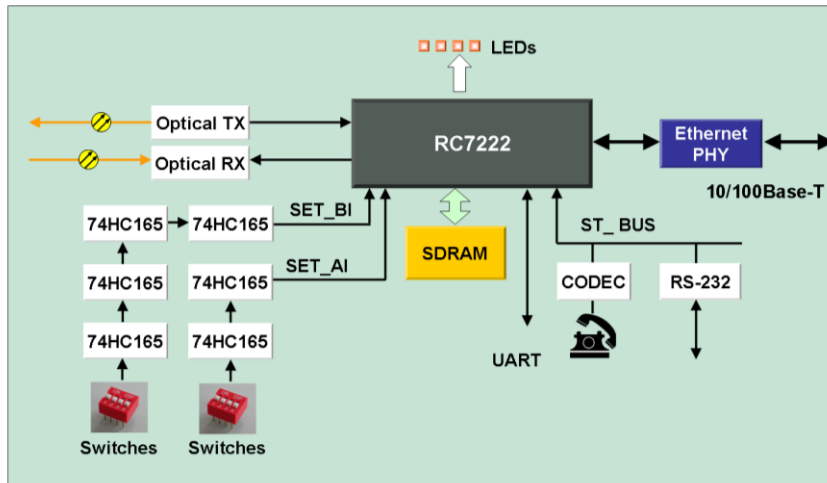 LEDs
Optical TX
RC7222
Ethernet
PHY
Optical RX
10/100Base-T
SET_BI
74HC165
74HC165
ST_ BUS
SDRAM
SET_AI
74HC165
74HC165
CODEC
RS-232
74HC165
74HC165
UART
Switches
Switches